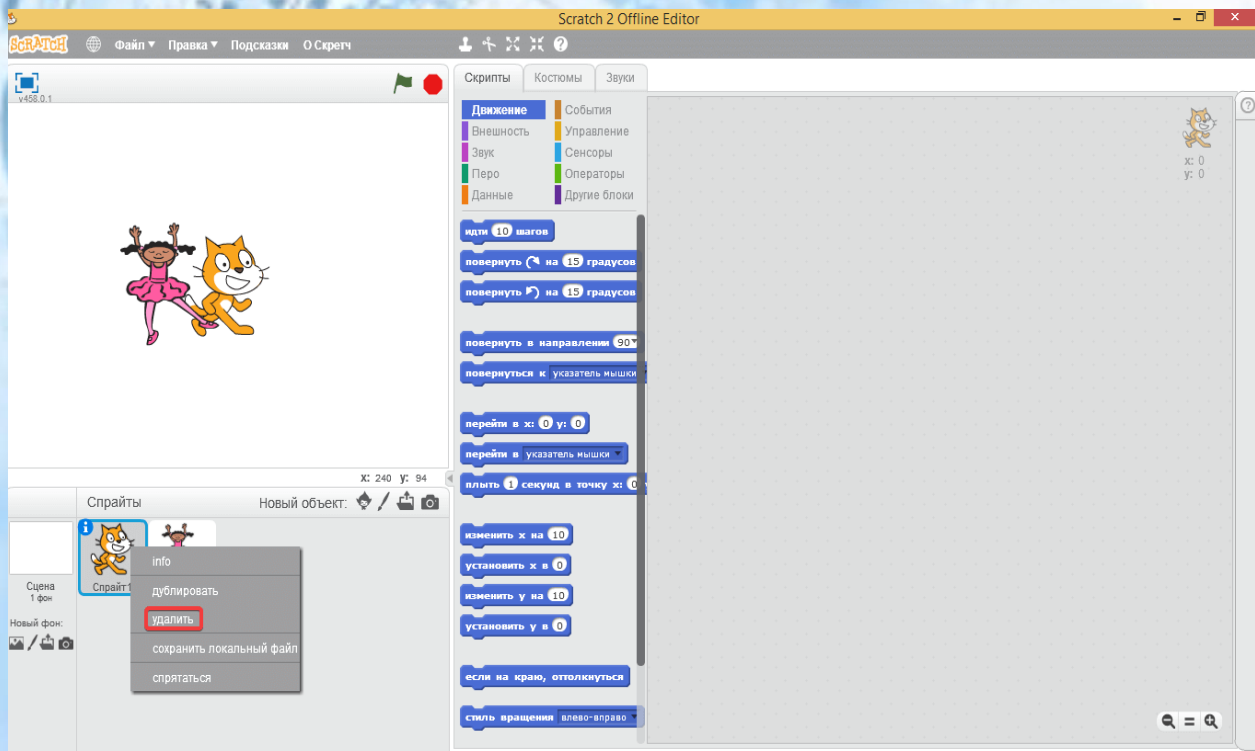 Scratch 2 Offline Editor
SCRATCH Файл Правка Подсказки О Скретч
v458.0.1
Скрипты Костюмы Звуки
Движение События
Внешность Управление
Звук Сенсоры
Перо Операторы
Данные Другие блоки
x: 0
y: 0
идти 10 шагов
повернуть на 15 градусов
повернуть на 15 градусов
повернуть в направлении 90
повернуться к указатель мышки
перейти в x: 0 y: 0
перейти в указатель мышки
плыть 1 секунд в точку x: 0
изменить x на 10
установить x в 0
изменить y на 10
установить y в 0
если на краю, оттолкнуться
стиль вращения влево-вправо
X: 240 Y: 94
Спрайты Новый объект:
Сцена
1 фон
Новый фон:
Спрайт1
info
дублировать
удалить
сохранить локальный файл
спрятаться